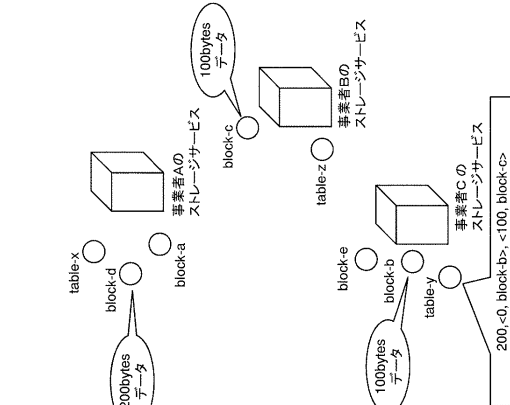 table-x
block-d
block-a
事業者Aの
ストレージサービス
200bytes
データ
block-c
100bytes
データ
table-z
事業者Bの
ストレージサービス
block-e
block-b
table-y
事業者C の
ストレージサービス
100bytes
データ
200,<0, block-b>, <100, block-c>